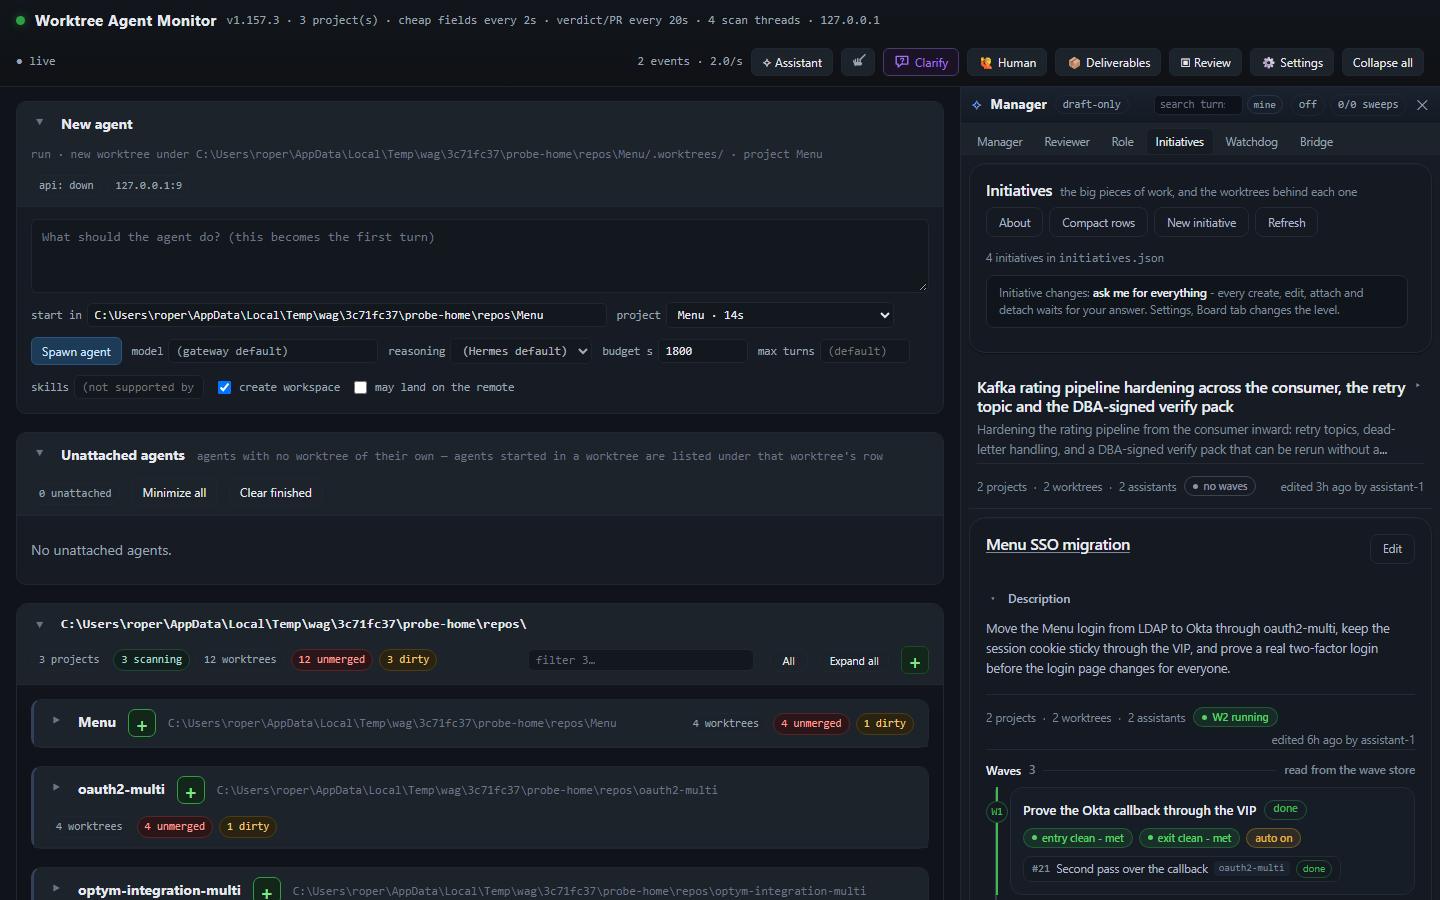 Worktree Agent Monitor v1.157.3 · 3 project(s) · cheap fields every 2s · verdict/PR every 20s · 4 scan threads · 127.0.0.1
live
2 events · 2.0/s
Assistant
Clarify
Human
Deliverables
Review
Settings
Collapse all
New agent
run · new worktree under C:\Users\roper\AppData\Local\Temp\wag\3c71fc37\probe-home\repos\Menu/.worktrees/ · project Menu
api: down 127.0.0.1:9
What should the agent do? (this becomes the first turn)
start in C:\Users\roper\AppData\Local\Temp\wag\3c71fc37\probe-home\repos\Menu project Menu · 14s
Spawn agent model (gateway default) reasoning (Hermes default) budget s 1800 max turns (default)
skills (not supported by create workspace may land on the remote
Unattached agents agents with no worktree of their own — agents started in a worktree are listed under that worktree's row
0 unattached Minimize all Clear finished
No unattached agents.
C:\Users\roper\AppData\Local\Temp\wag\3c71fc37\probe-home\repos\
3 projects 3 scanning 12 worktrees 12 unmerged 3 dirty filter 3… All Expand all +
Menu + C:\Users\roper\AppData\Local\Temp\wag\3c71fc37\probe-home\repos\Menu 4 worktrees 4 unmerged 1 dirty
oauth2-multi + C:\Users\roper\AppData\Local\Temp\wag\3c71fc37\probe-home\repos\oauth2-multi
4 worktrees 4 unmerged 1 dirty
optym-integration-multi + C:\Users\roper\AppData\Local\Temp\wag\3c71fc37\probe-home\repos\optym-integration-multi
Manager draft-only search turn: mine off 0/0 sweeps
Manager Reviewer Role Initiatives Watchdog Bridge
Initiatives the big pieces of work, and the worktrees behind each one
About Compact rows New initiative Refresh
4 initiatives in initiatives.json
Initiative changes: ask me for everything - every create, edit, attach and
detach waits for your answer. Settings, Board tab changes the level.
Kafka rating pipeline hardening across the consumer, the retry
topic and the DBA-signed verify pack
Hardening the rating pipeline from the consumer inward: retry topics, dead-
letter handling, and a DBA-signed verify pack that can be rerun without a…
2 projects · 2 worktrees · 2 assistants no waves edited 3h ago by assistant-1
Menu SSO migration Edit
Description
Move the Menu login from LDAP to Okta through oauth2-multi, keep the
session cookie sticky through the VIP, and prove a real two-factor login
before the login page changes for everyone.
2 projects · 2 worktrees · 2 assistants W2 running
edited 6h ago by assistant-1
Waves 3 read from the wave store
W1 Prove the Okta callback through the VIP done
entry clean - met exit clean - met auto on
#21 Second pass over the callback oauth2-multi done